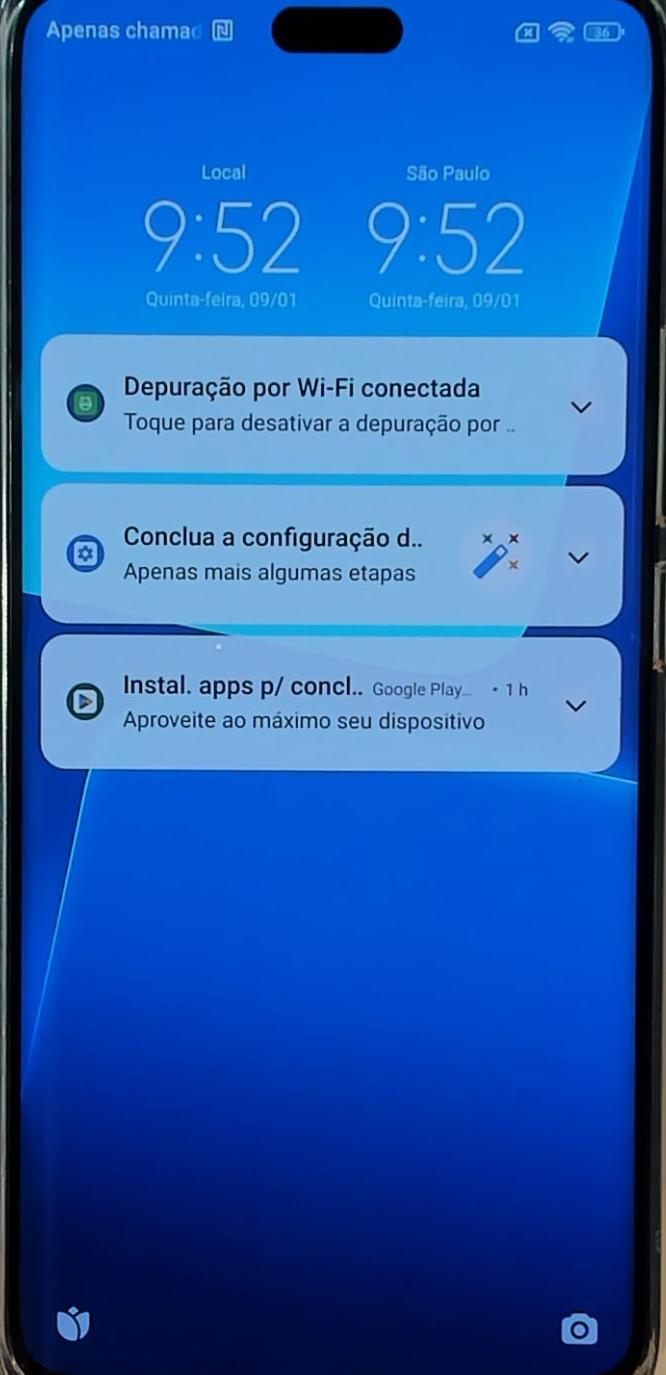 Apenas chamad
36
Local
São Paulo
9:52
9:52
Quinta-feira, 09/01
Quinta-feira, 09/01
Depuração por Wi-Fi conectada
Toque para desativar a depuração por ..
Conclua a configuração d..
Apenas mais algumas etapas
Instal. apps p/ concl.. Google Play... • 1 h
Aproveite ao máximo seu dispositivo